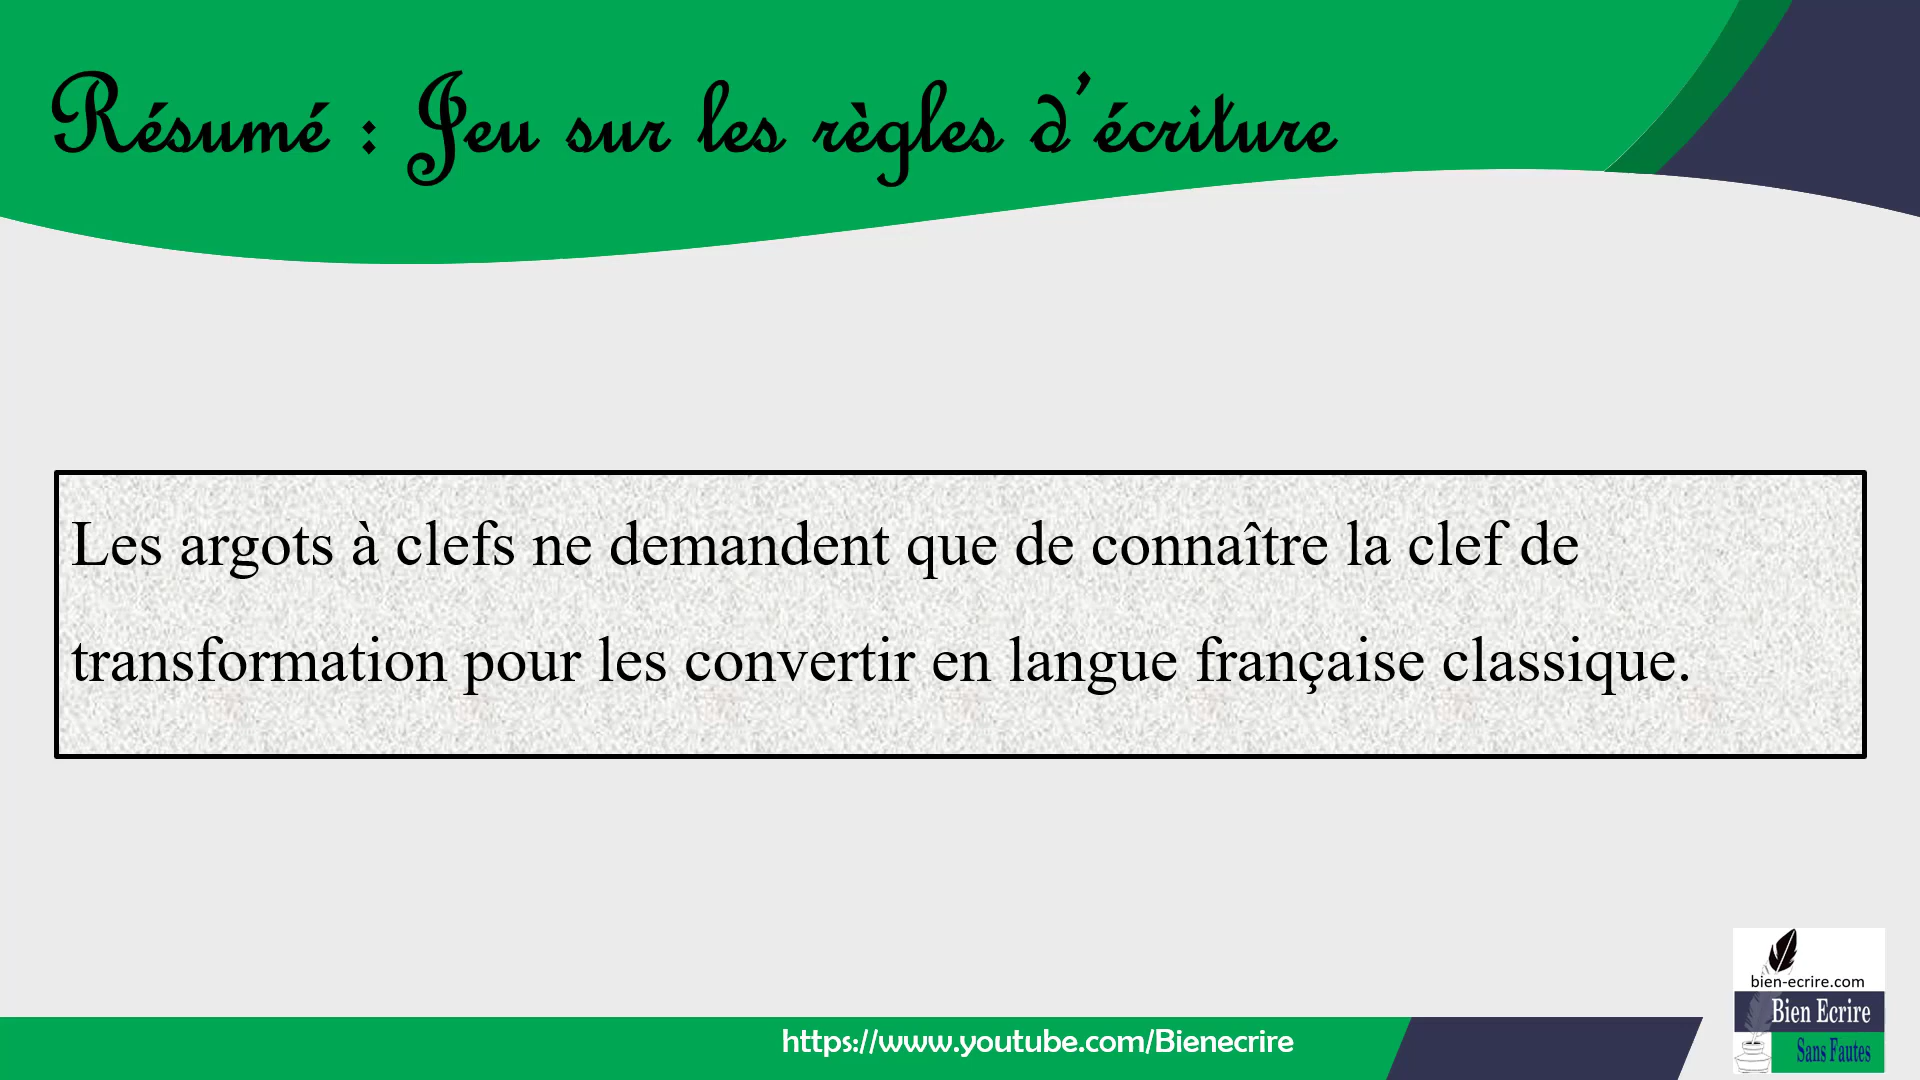 Résumé : Jeu sur les règles d’écriture
Les argots à clefs ne demandent que de connaître la clef de
transformation pour les convertir en langue française classique.
bien-ecrire.com
Bien Ecrire
Sans Fautes
https://www.youtube.com/Bienecrire